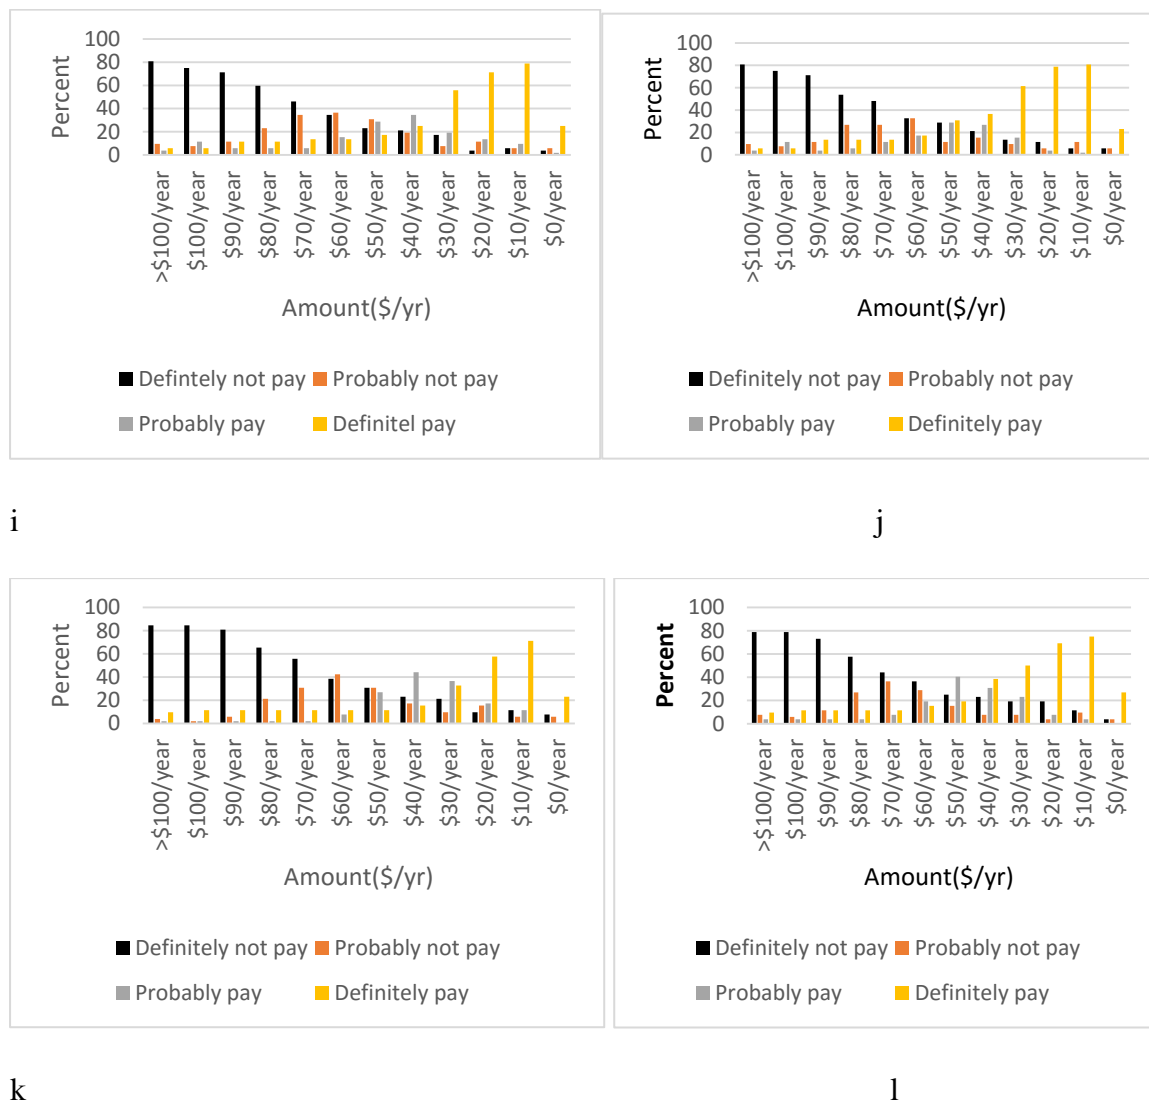 100
80
60
40
20
0
Percent
>$100/year
$100/year
$90/year
$80/year
$70/year
$60/year
$50/year
$40/year
$30/year
$20/year
$10/year
$0/year
Amount($/yr)
Defintely not pay Probably not pay
Probably pay Definitel pay
100
80
60
40
20
0
Percent
>$100/year
$100/year
$90/year
$80/year
$70/year
$60/year
$50/year
$40/year
$30/year
$20/year
$10/year
$0/year
Amount($/yr)
Definitely not pay Probably not pay
Probably pay Definitely pay
i j
100
80
60
40
20
0
Percent
>$100/year
$100/year
$90/year
$80/year
$70/year
$60/year
$50/year
$40/year
$30/year
$20/year
$10/year
$0/year
Amount($/yr)
Definitely not pay Probably not pay
Probably pay Definitely pay
100
80
60
40
20
0
Percent
>$100/year
$100/year
$90/year
$80/year
$70/year
$60/year
$50/year
$40/year
$30/year
$20/year
$10/year
$0/year
Amount($/yr)
Definitely not pay Probably not pay
Probably pay Definitely pay
k l